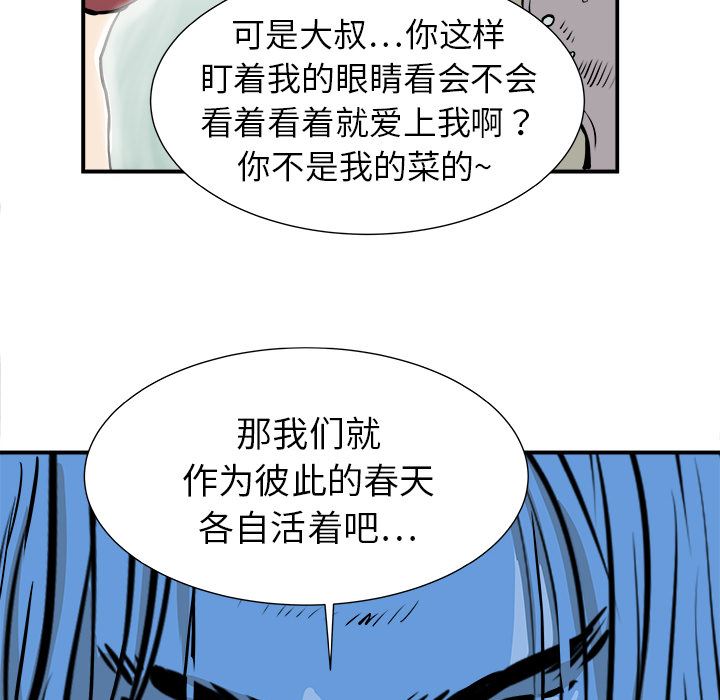 可是大叔...你这样
盯着我的眼睛看会不会
看着看着就爱上我啊？
你不是我的菜的~
那我们就
作为彼此的春天
各自活着吧...